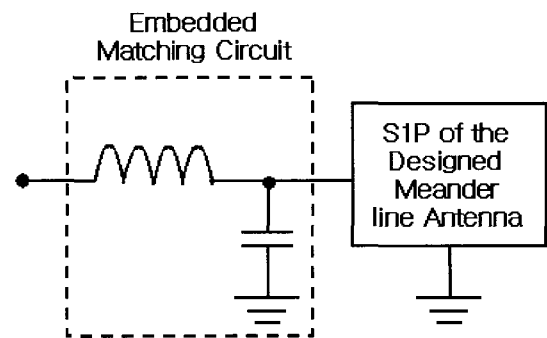 Embedded
Matching Circuit
S1P of the
Designed
Meander
line Antenna